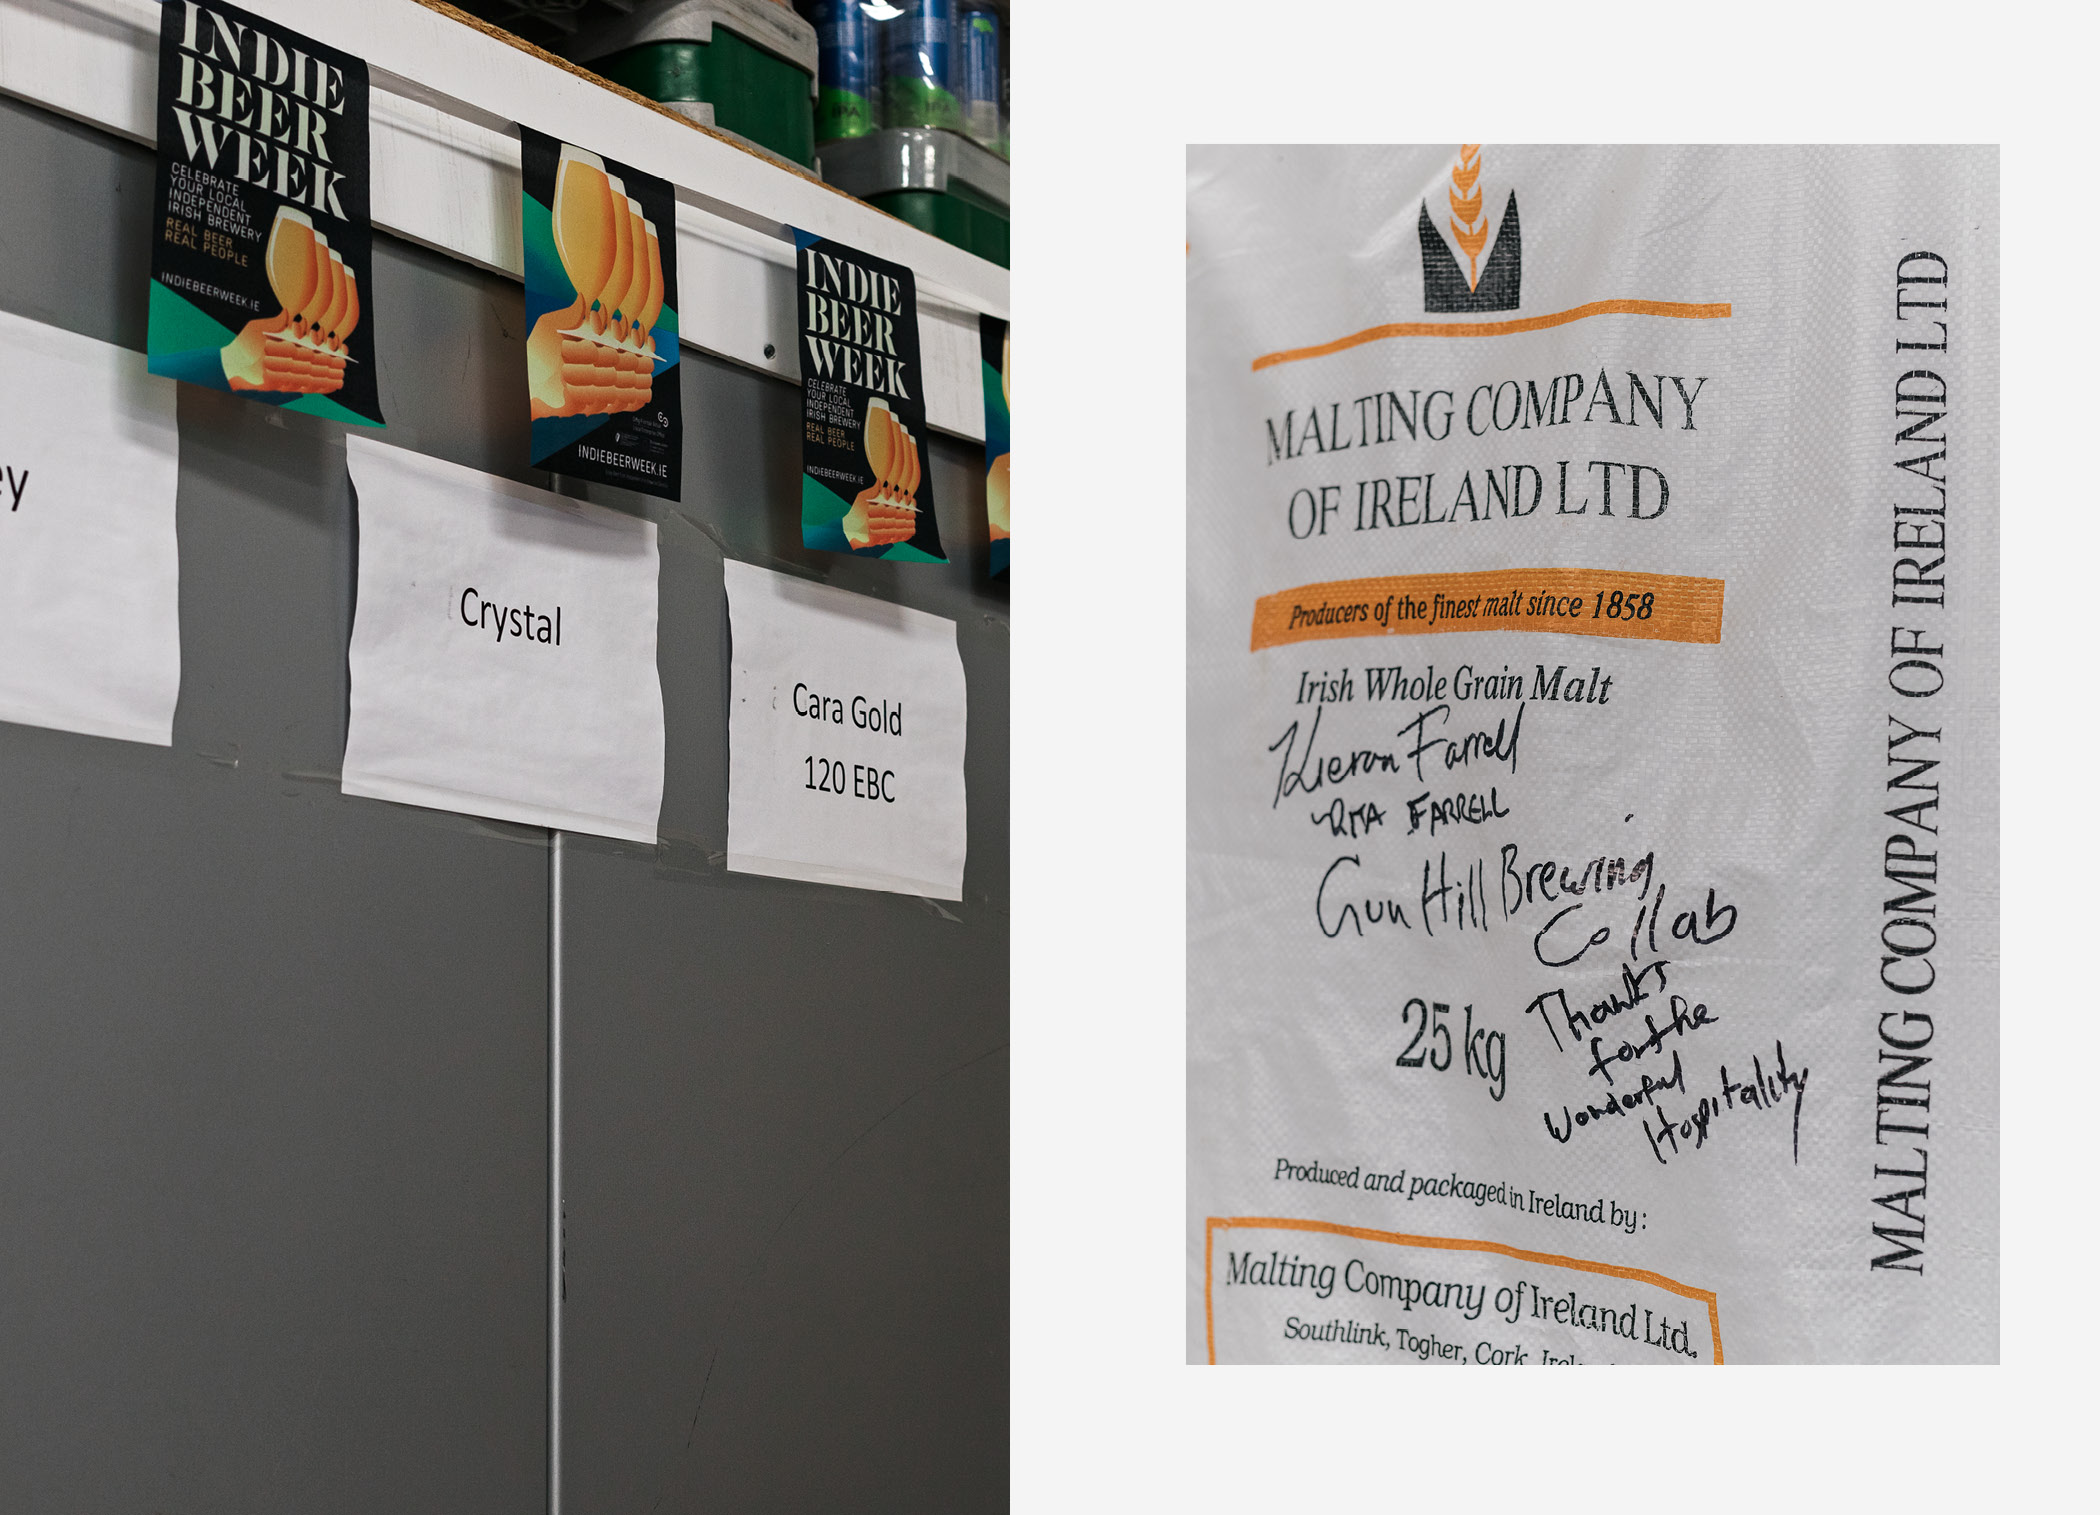 INDIE
BEER
WEEK
CELEBRATE
YOUR LOCAL
INDEPENDENT
IRISH BREWERY
REAL BEER
REAL PEOPLE
INDIEBEERWEEK.IE
INDIEBEERWEEK.IE
INDIE
BEER
WEEK
CELEBRATE
YOUR LOCAL
INDEPENDENT
IRISH BREWERY
REAL BEER
REAL PEOPLE
INDIEBEERWEEK.IE
IPA
IPA
ey
Crystal
Cara Gold
120 EBC
MALTING COMPANY
OF IRELAND LTD
Producers of the finest malt since 1858
Irish Whole Grain Malt
Kieran Farrell
RITA FARRELL
Gun Hill Brewing
Collab
25 kg
Thanks
for the
Wonderful
Hospitality
Produced and packaged in Ireland by:
Malting Company of Ireland Ltd.
Southlink, Togher, Cork,
MALTING COMPANY OF IRELAND LTD